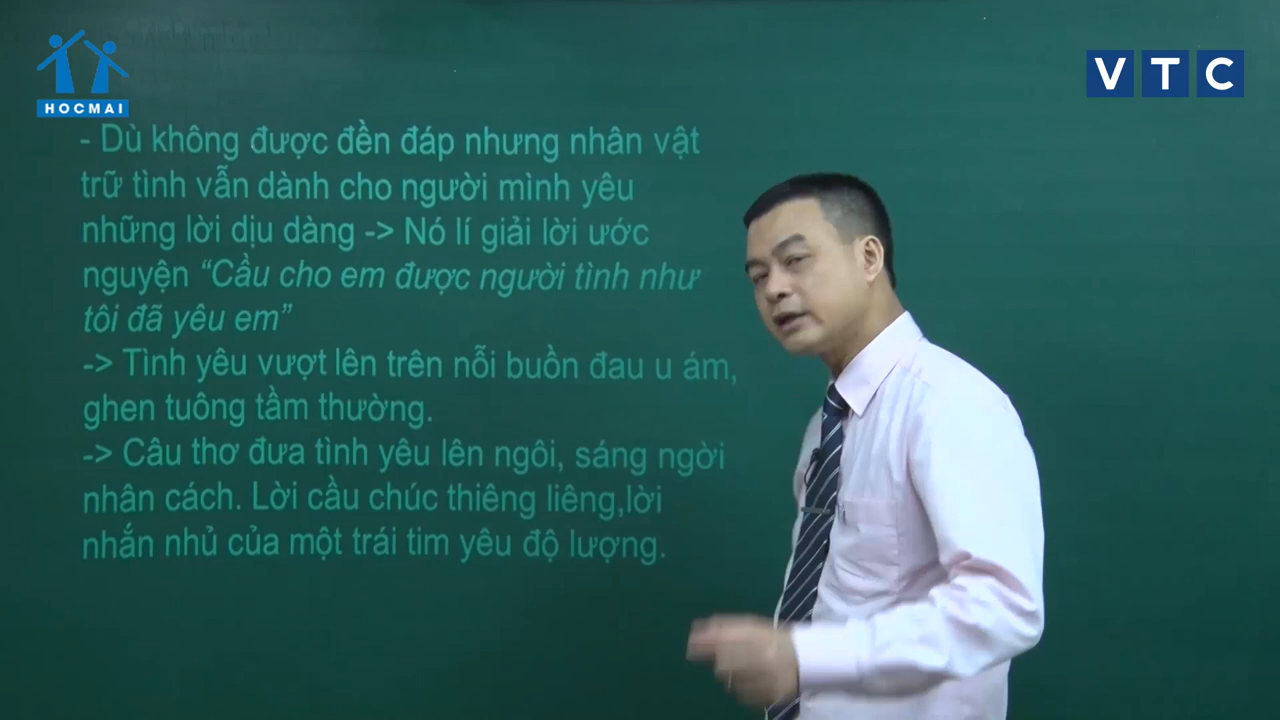 HOCMAI
VTC
- Dù không được đền đáp nhưng nhân vật
trữ tình vẫn dành cho người mình yêu
những lời dịu dàng -> Nó lí giải lời ước
nguyện “Cầu cho em được người tình như
tôi đã yêu em”
-> Tình yêu vượt lên trên nỗi buồn đau u ám,
ghen tuông tầm thường.
-> Câu thơ đưa tình yêu lên ngôi, sáng ngời
nhân cách. Lời cầu chúc thiêng liêng,lời
nhắn nhủ của một trái tim yêu độ lượng.